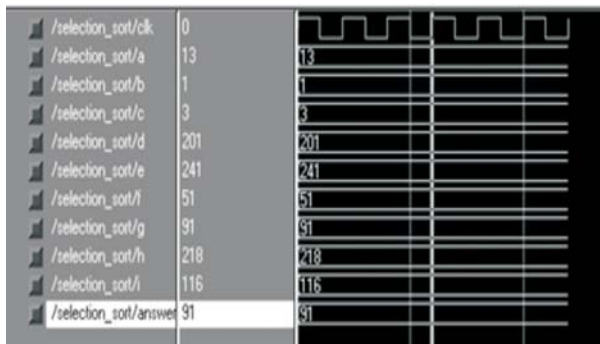 /selection_sort/clk 0
/selection_sort/a 13 13
/selection_sort/b 1 1
/selection_sort/c 3 3
/selection_sort/d 201 201
/selection_sort/e 241 241
/selection_sort/f 51 51
/selection_sort/g 91 91
/selection_sort/h 218 218
/selection_sort/i 116 116
/selection_sort/answer 91 91